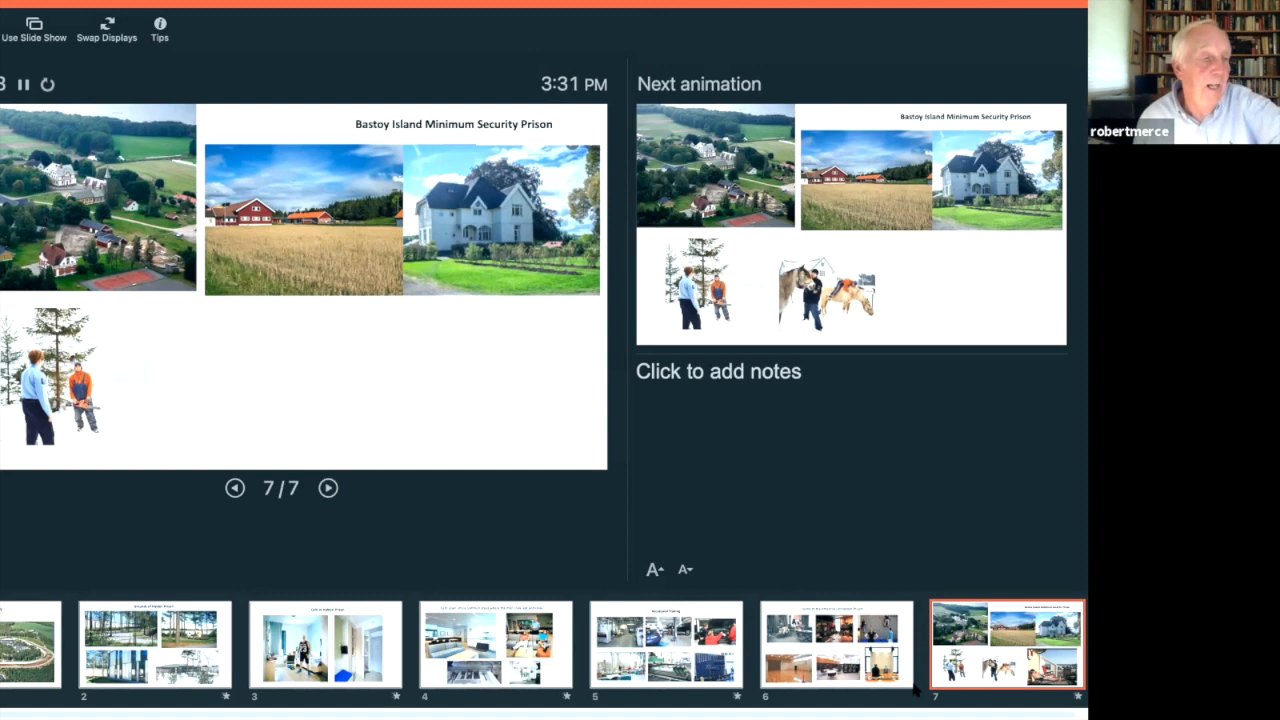 Use Slide Show
Swap Displays
Tips
3:31 PM
Next animation
Bastoy Island Minimum Security Prison
Bastoy Island Minimum Security Prison
robertmerce
Click to add notes
7/7
A
A
2
3
4
5
6
7